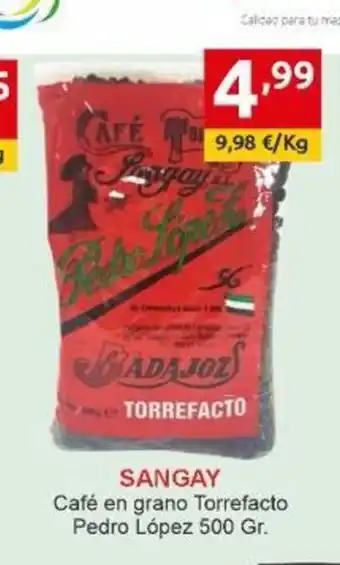 Calidad para tu
4,99
9,98 €/Kg
CAFÉ
Sangay
Pedro López
SG
BADAJOZ
TORREFACTO
SANGAY
Café en grano Torrefacto
Pedro López 500 Gr.